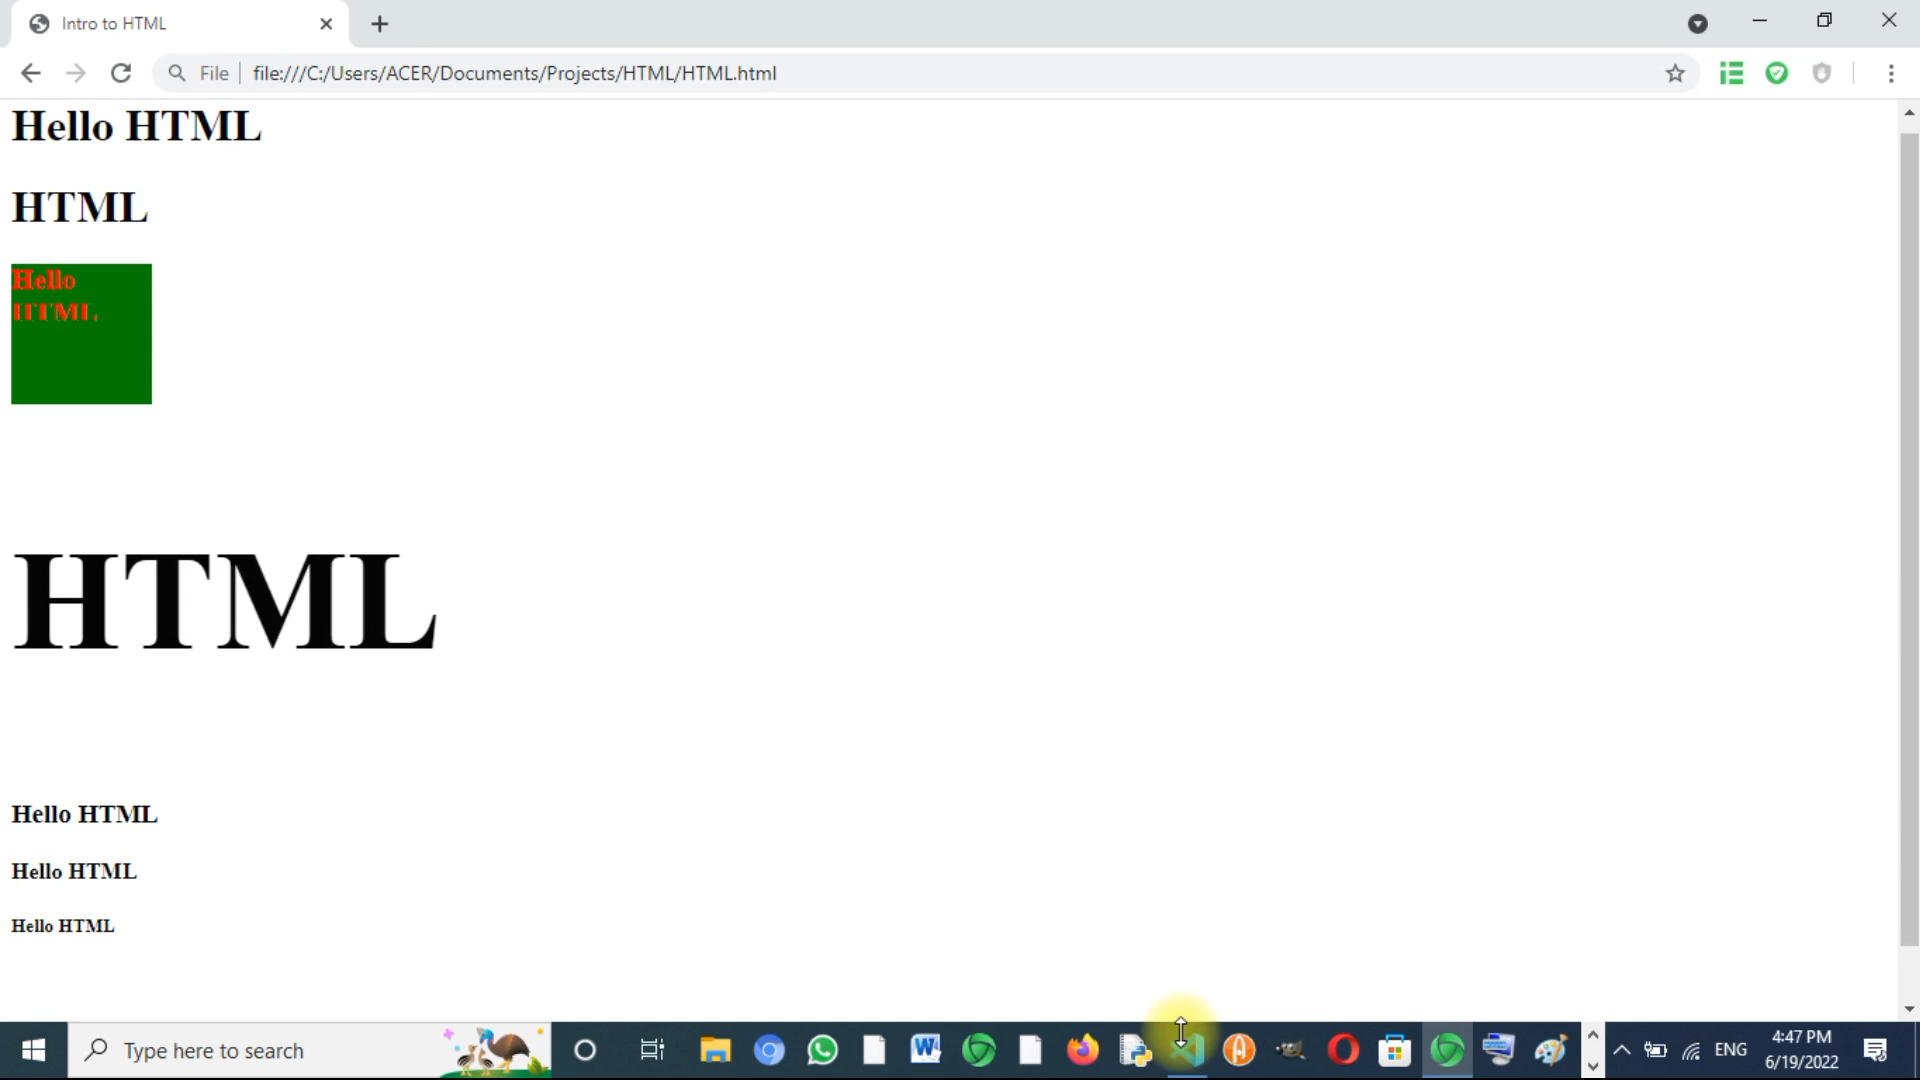 Intro to HTML
File
file:///C:/Users/ACER/Documents/Projects/HTML/HTML.html
Hello HTML
HTML
Hello
HTML
HTML
Hello HTML
Hello HTML
Hello HTML
Type here to search
ENG
4:47 PM
6/19/2022